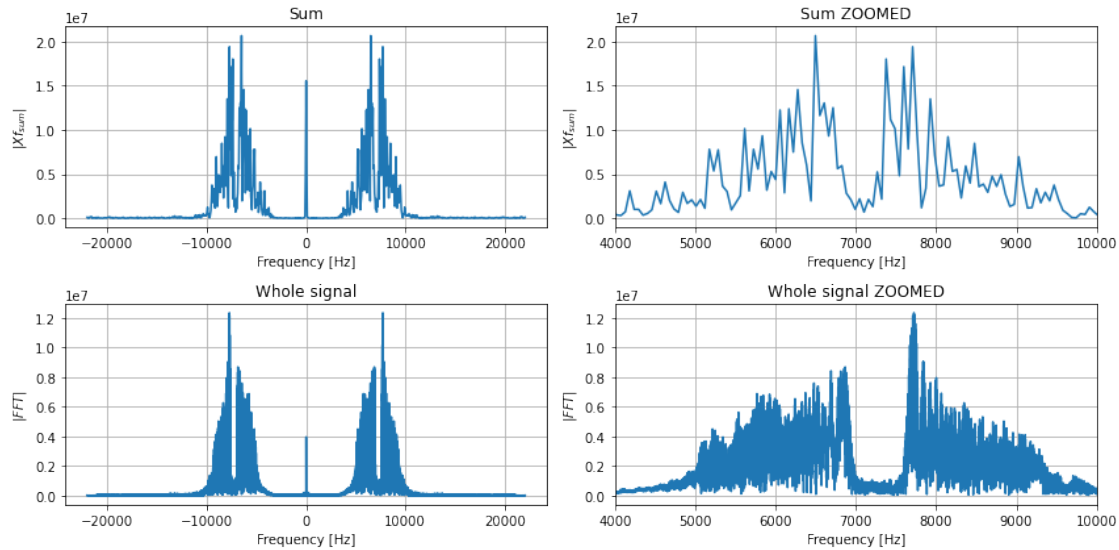 Sum
1e7
2.0
1.5
1.0
0.5
0.0
|Xf_sum|
−20000 −10000 0 10000 20000
Frequency [Hz]
Sum ZOOMED
1e7
2.0
1.5
1.0
0.5
0.0
|Xf_sum|
4000 5000 6000 7000 8000 9000 10000
Frequency [Hz]
Whole signal
1e7
1.2
1.0
0.8
0.6
0.4
0.2
0.0
|FFT|
−20000 −10000 0 10000 20000
Frequency [Hz]
Whole signal ZOOMED
1e7
1.2
1.0
0.8
0.6
0.4
0.2
0.0
|FFT|
4000 5000 6000 7000 8000 9000 10000
Frequency [Hz]